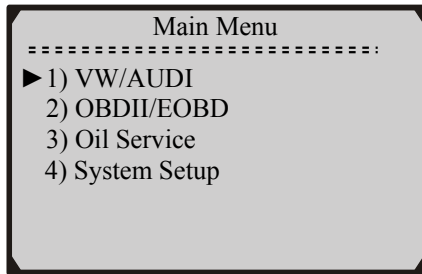 Main Menu
►1) VW/AUDI
2) OBDII/EOBD
3) Oil Service
4) System Setup